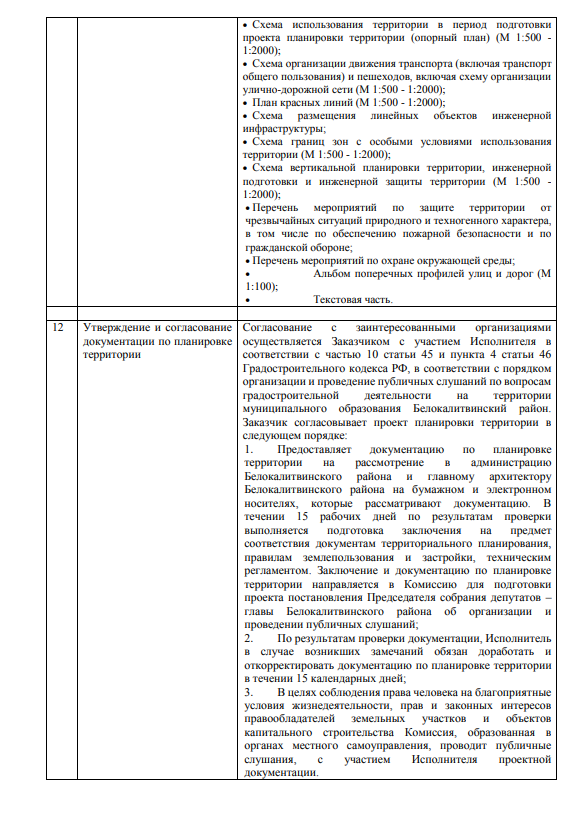 • Схема использования территории в период подготовки
проекта планировки территории (опорный план) (М 1:500 -
1:2000);
• Схема организации движения транспорта (включая транспорт
общего пользования) и пешеходов, включая схему организации
улично-дорожной сети (М 1:500 - 1:2000);
• План красных линий (М 1:500 - 1:2000);
• Схема размещения линейных объектов инженерной
инфраструктуры;
• Схема границ зон с особыми условиями использования
территории (М 1:500 - 1:2000);
• Схема вертикальной планировки территории, инженерной
подготовки и инженерной защиты территории (М 1:500 -
1:2000);
• Перечень мероприятий по защите территории от
чрезвычайных ситуаций природного и техногенного характера,
в том числе по обеспечению пожарной безопасности и по
гражданской обороне;
• Перечень мероприятий по охране окружающей среды;
• Альбом поперечных профилей улиц и дорог (М
1:100);
• Текстовая часть.
12
Утверждение и согласование
документации по планировке
территории
Согласование с заинтересованными организациями
осуществляется Заказчиком с участием Исполнителя в
соответствии с частью 10 статьи 45 и пункта 4 статьи 46
Градостроительного кодекса РФ, в соответствии с порядком
организации и проведение публичных слушаний по вопросам
градостроительной деятельности на территории
муниципального образования Белокалитвинский район.
Заказчик согласовывает проект планировки территории в
следующем порядке:
1. Предоставляет документацию по планировке
территории на рассмотрение в администрацию
Белокалитвинского района и главному архитектору
Белокалитвинского района на бумажном и электронном
носителях, которые рассматривают документацию. В
течении 15 рабочих дней по результатам проверки
выполняется подготовка заключения на предмет
соответствия документам территориального планирования,
правилам землепользования и застройки, техническим
регламентом. Заключение и документацию по планировке
территории направляется в Комиссию для подготовки
проекта постановления Председателя собрания депутатов –
главы Белокалитвинского района об организации и
проведении публичных слушаний;
2. По результатам проверки документации, Исполнитель
в случае возникших замечаний обязан доработать и
откорректировать документацию по планировке территории
в течении 15 календарных дней;
3. В целях соблюдения права человека на благоприятные
условия жизнедеятельности, прав и законных интересов
правообладателей земельных участков и объектов
капитального строительства Комиссия, образованная в
органах местного самоуправления, проводит публичные
слушания, с участием Исполнителя проектной
документации.